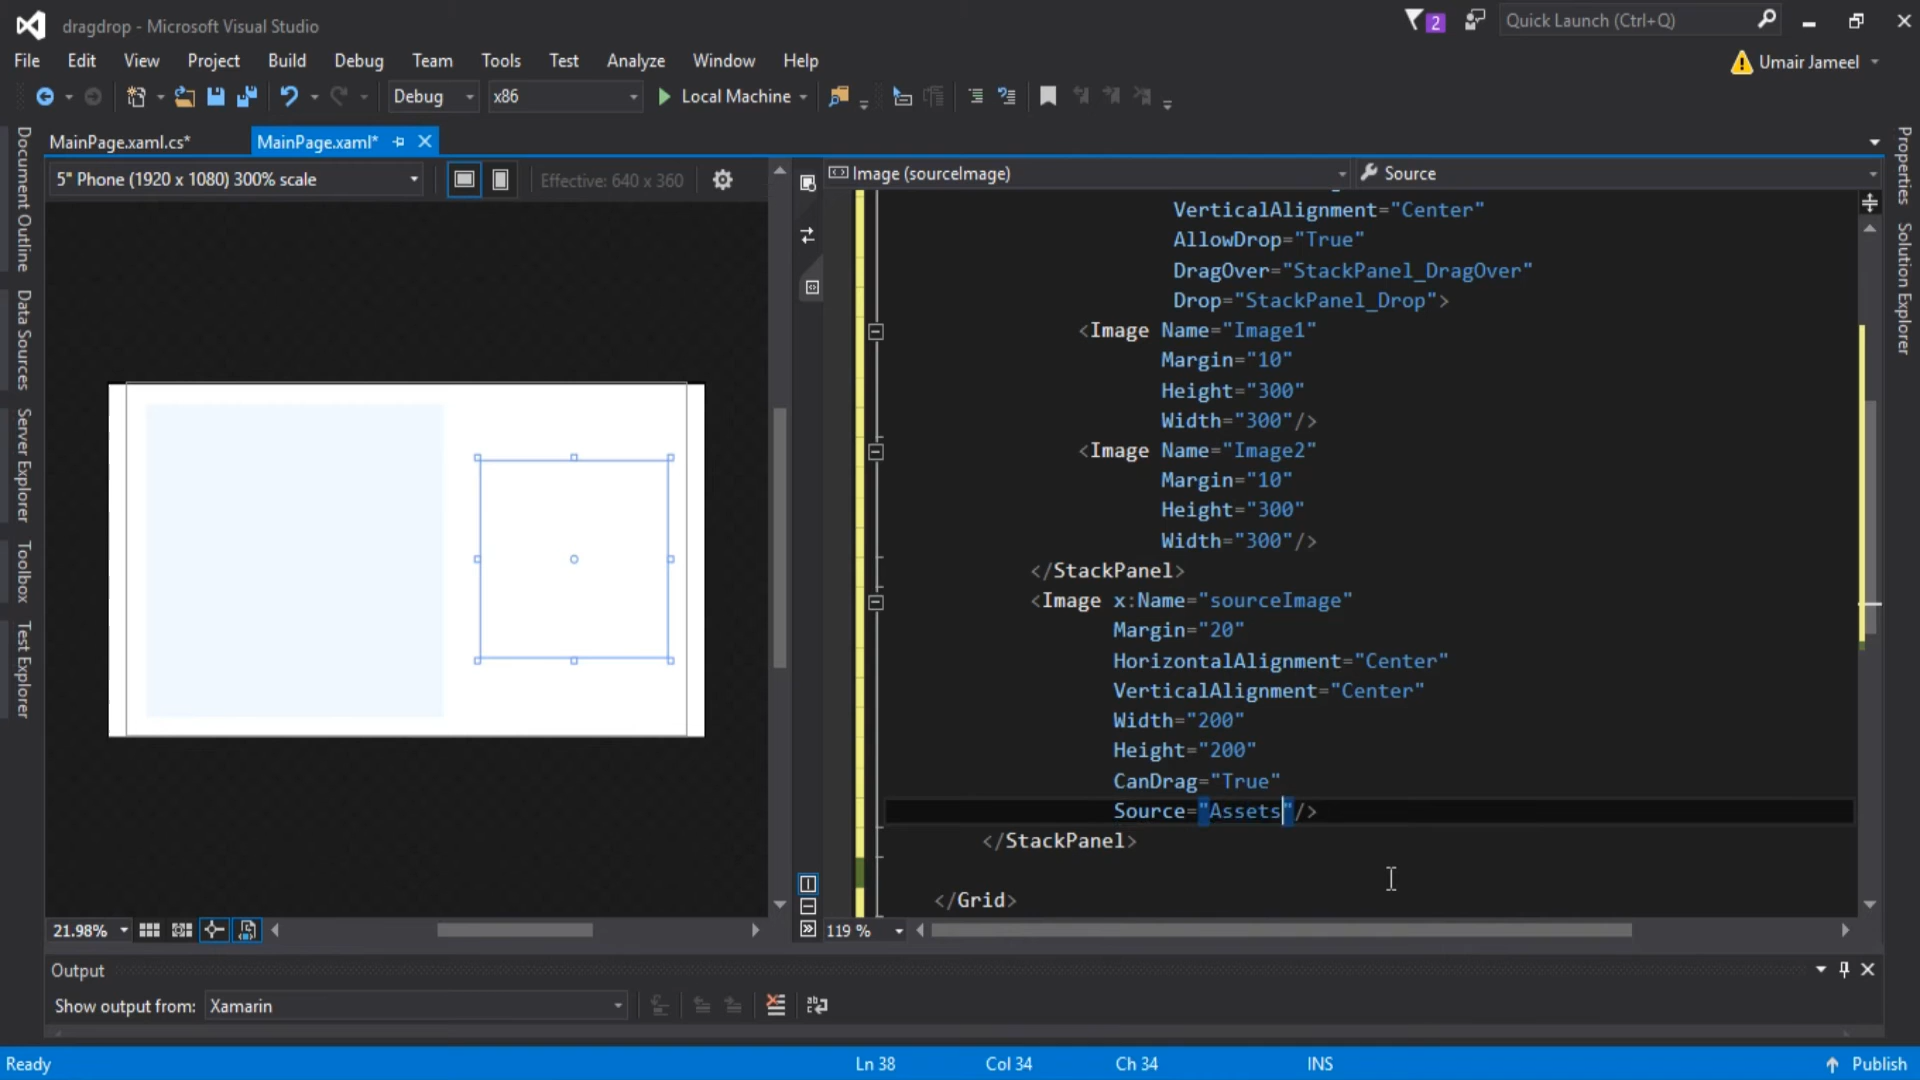 dragdrop - Microsoft Visual Studio
2
Quick Launch (Ctrl+Q)
File Edit View Project Build Debug Team Tools Test Analyze Window Help
Umair Jameel
Debug
x86
Local Machine
MainPage.xaml.cs*
MainPage.xaml*
Document Outline
Data Sources
Server Explorer
Toolbox
Test Explorer
5" Phone (1920 x 1080) 300% scale
Effective: 640 x 360
Image (sourceImage)
Source
VerticalAlignment="Center"
AllowDrop="True"
DragOver="StackPanel_DragOver"
Drop="StackPanel_Drop">
<Image Name="Image1"
Margin="10"
Height="300"
Width="300"/>
<Image Name="Image2"
Margin="10"
Height="300"
Width="300"/>
</StackPanel>
<Image x:Name="sourceImage"
Margin="20"
HorizontalAlignment="Center"
VerticalAlignment="Center"
Width="200"
Height="200"
CanDrag="True"
Source="Assets"/>
</StackPanel>
</Grid>
Properties
Solution Explorer
21.98%
119 %
Output
Show output from: Xamarin
Ready
Ln 38
Col 34
Ch 34
INS
Publish